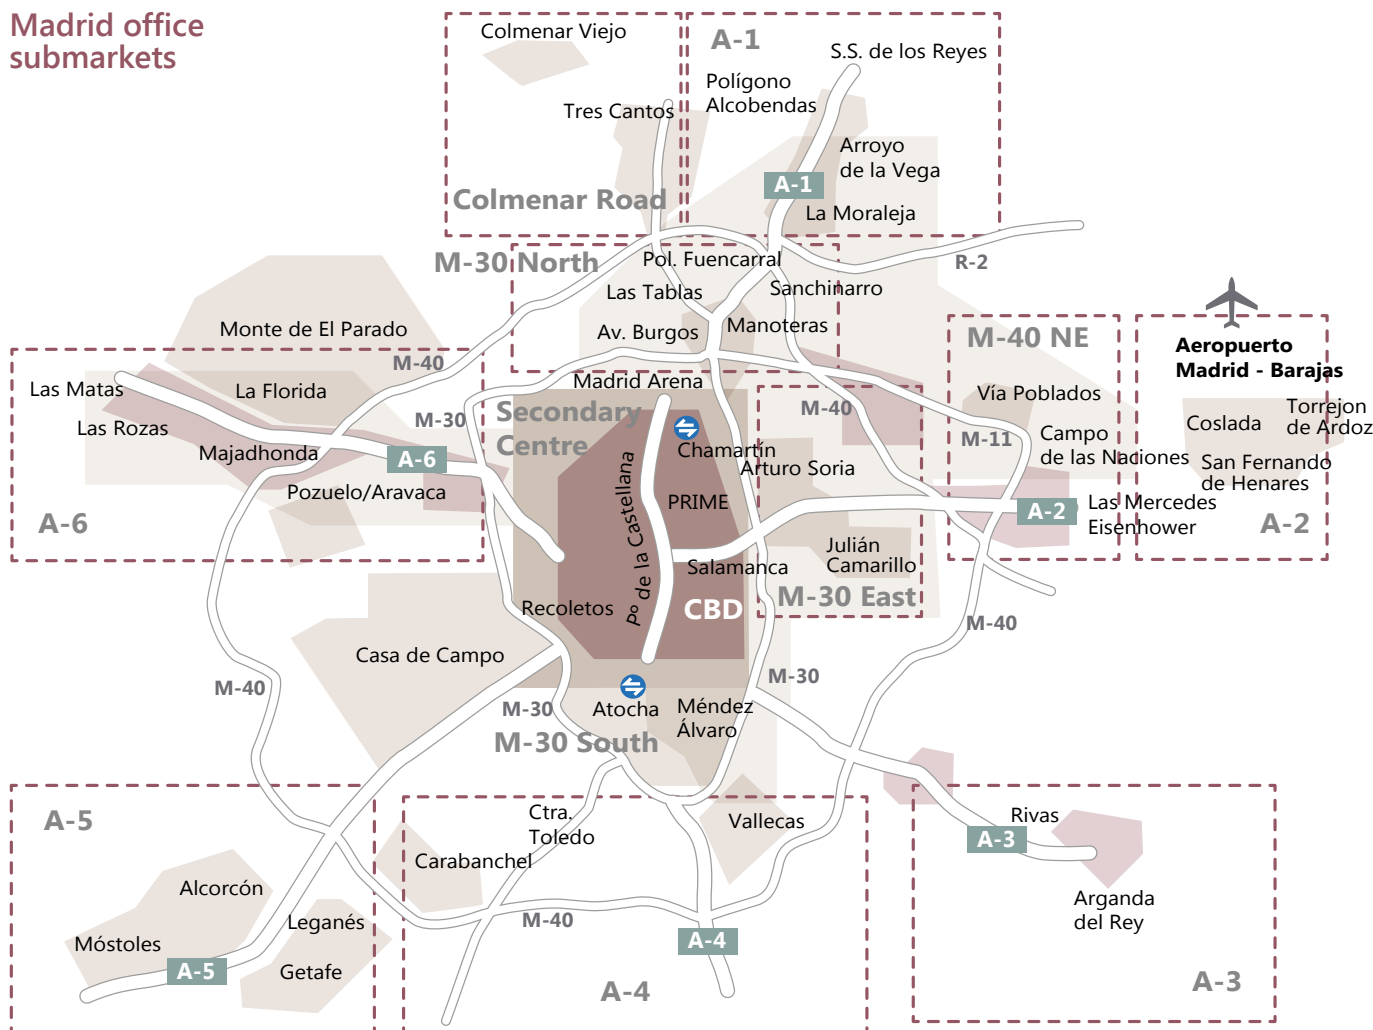 Madrid office
submarkets
Colmenar Viejo
A-1
S.S. de los Reyes
Polígono
Alcobendas
Tres Cantos
Arroyo
de la Vega
A-1
Colmenar Road
La Moraleja
M-30 North
Pol. Fuencarral
R-2
Las Tablas
Sanchinarro
Monte de El Parado
Av. Burgos
Manoteras
M-40 NE
Aeropuerto
Madrid - Barajas
M-40
Las Matas
La Florida
Madrid Arena
Vía Poblados
M-40
M-30
Secondary
Centre
Torrejon
de Ardoz
Coslada
Las Rozas
M-11
Campo
de las Naciones
Majadhonda
A-6
Chamartín
Arturo Soria
San Fernando
de Henares
Pozuelo/Aravaca
Pº de la Castellana
PRIME
A-2
Las Mercedes
Eisenhower
A-6
A-2
Julián
Camarillo
Salamanca
M-30 East
Recoletos
CBD
M-40
Casa de Campo
M-40
M-30
M-30
Atocha
Méndez
Álvaro
M-30 South
A-5
Ctra.
Toledo
Vallecas
Rivas
A-3
Carabanchel
Alcorcón
Arganda
del Rey
Leganés
M-40
Móstoles
A-4
A-5
Getafe
A-4
A-3